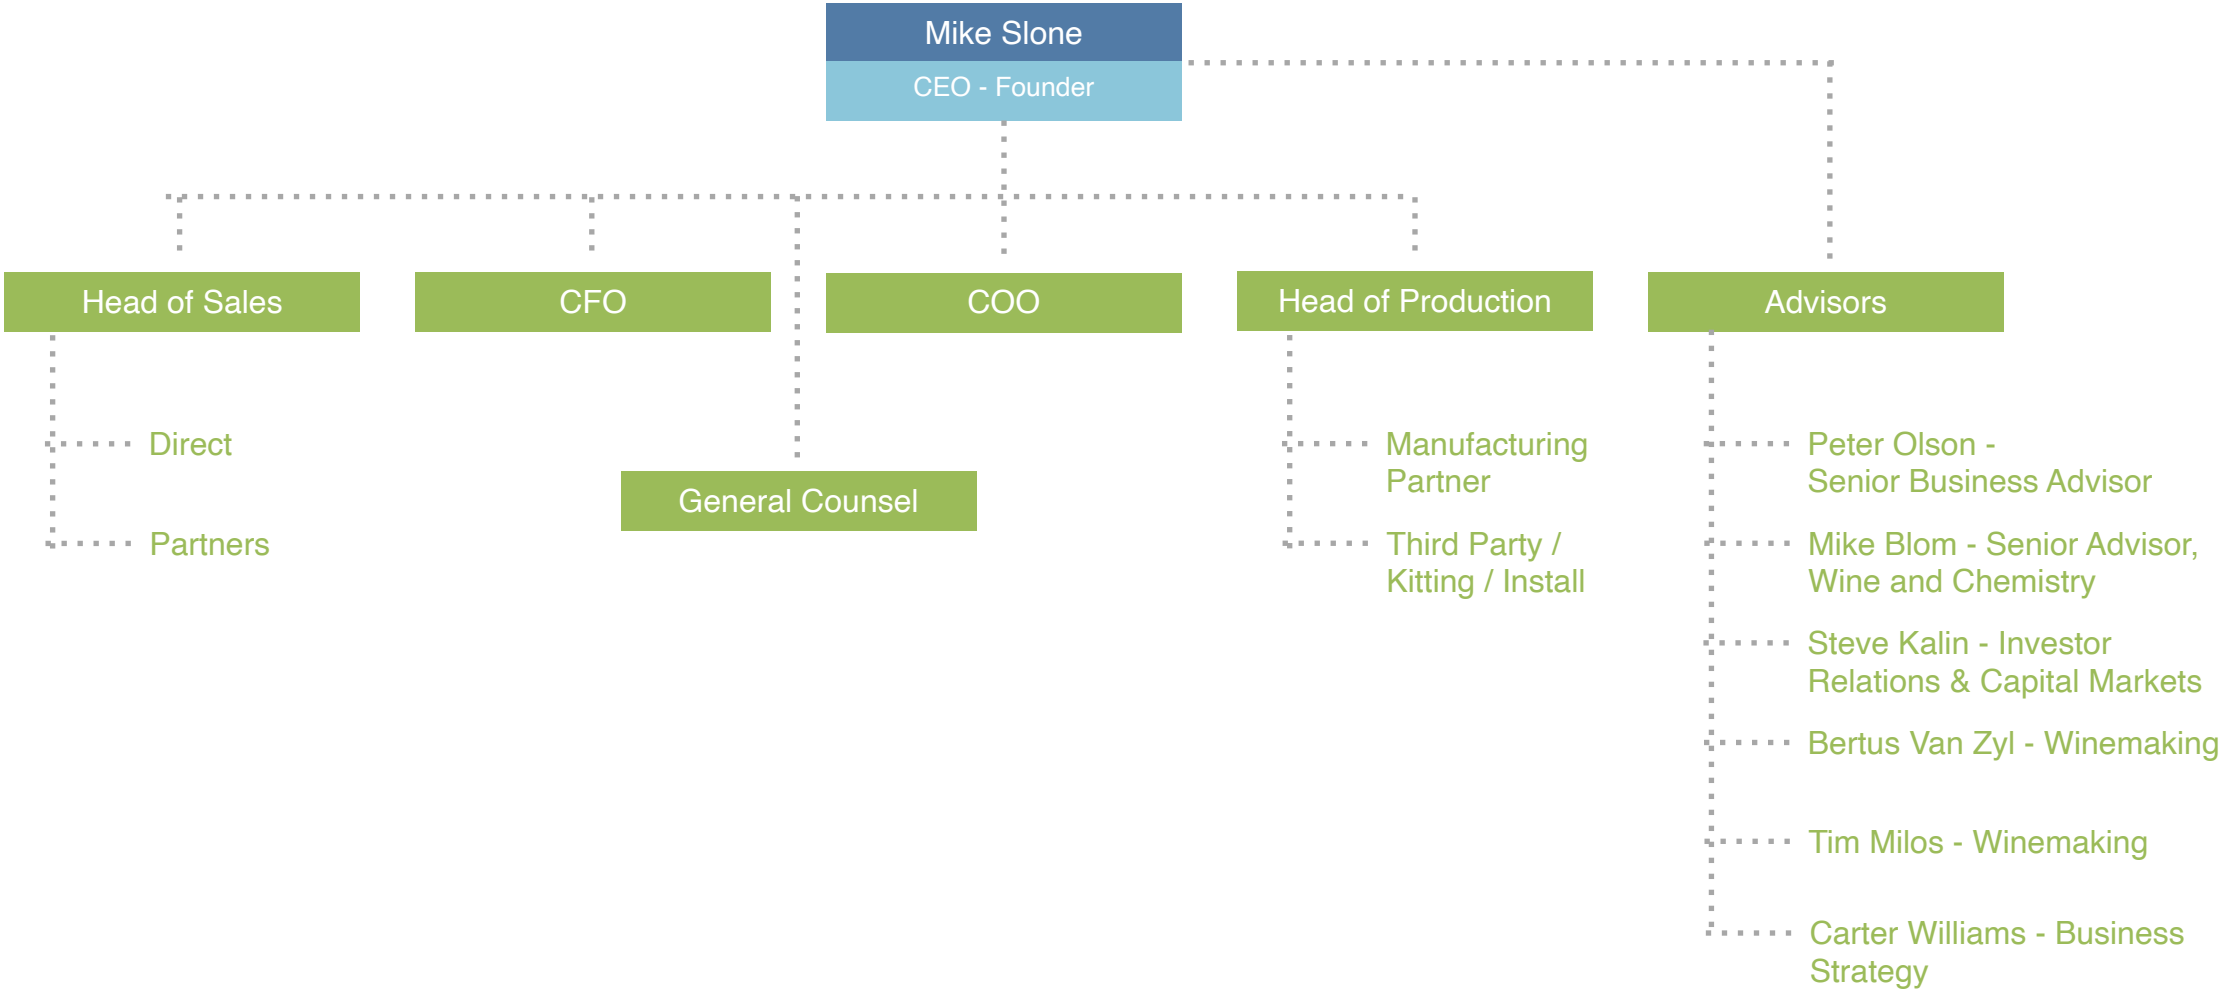 Mike Slone
CEO - Founder
Head of Sales
CFO
COO
Head of Production
Advisors
Direct
Partners
General Counsel
Manufacturing
Partner
Third Party /
Kitting / Install
Peter Olson -
Senior Business Advisor
Mike Blom - Senior Advisor,
Wine and Chemistry
Steve Kalin - Investor
Relations & Capital Markets
Bertus Van Zyl - Winemaking
Tim Milos - Winemaking
Carter Williams - Business
Strategy